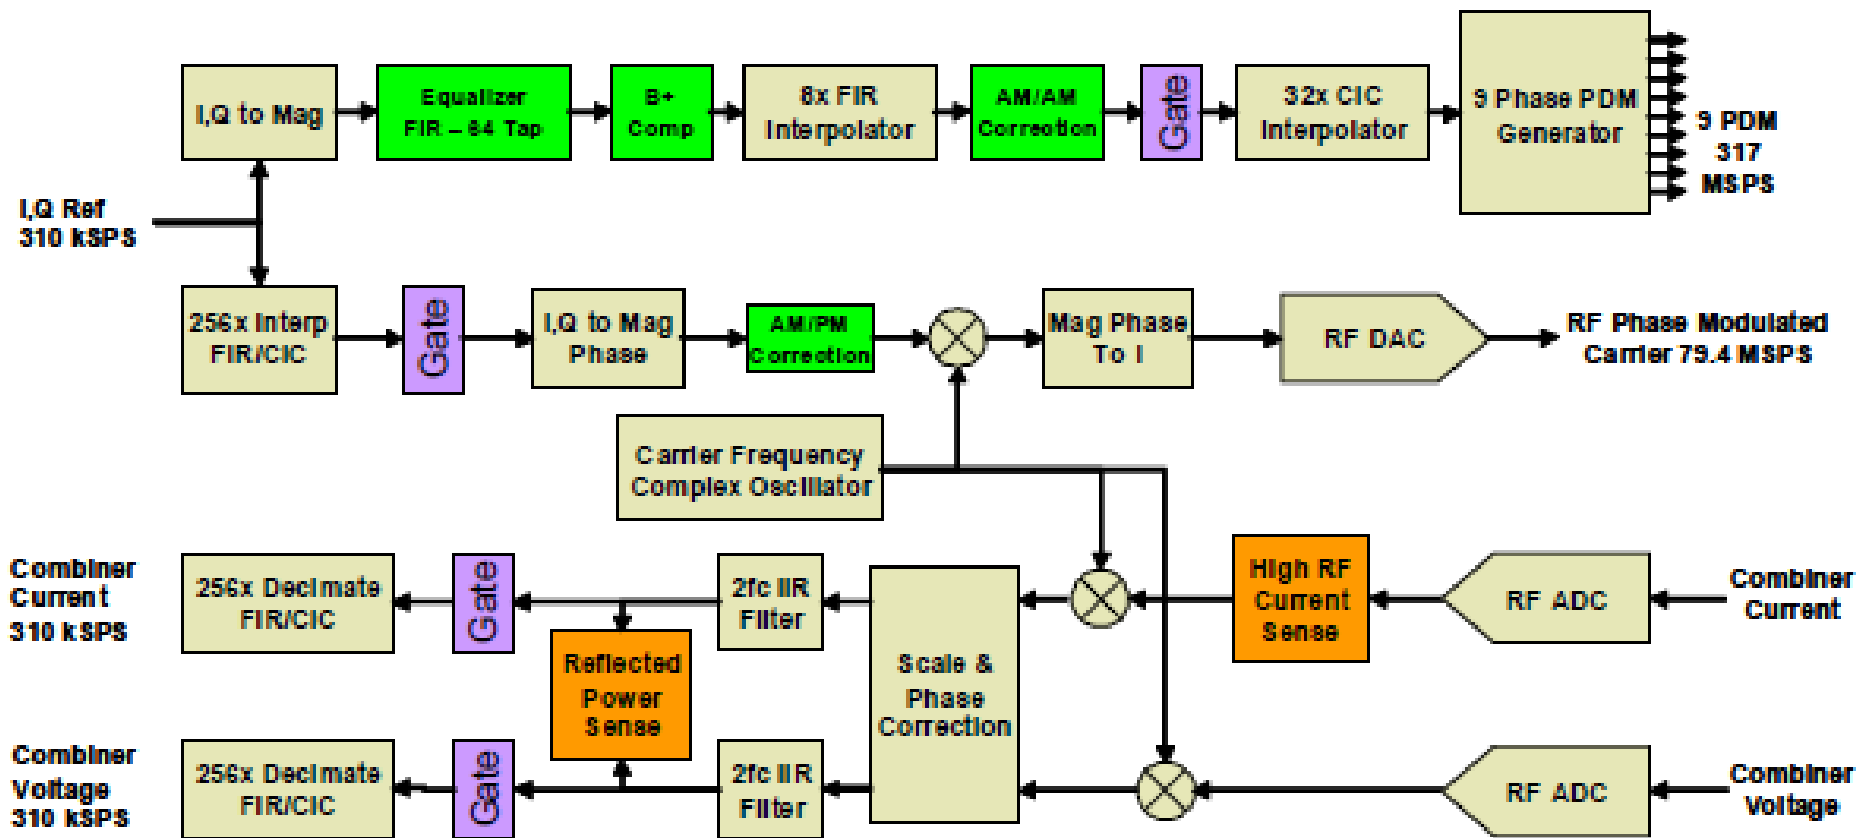 I,Q to Mag
Equalizer
FIR – 64 Tap
B+
Comp
8x FIR
Interpolator
AM/AM
Correction
Gate
32x CIC
Interpolator
9 Phase PDM
Generator
9 PDM
317
MSPS
I,Q Ref
310 kSPS
256x Interp
FIR/CIC
Gate
I,Q to Mag
Phase
AM/PM
Correction
Mag Phase
To I
RF DAC
RF Phase Modulated
Carrier 79.4 MSPS
Carrier Frequency
Complex Oscillator
Combiner
Current
310 kSPS
256x Decimate
FIR/CIC
Gate
2fc IIR
Filter
Reflected
Power
Sense
Scale &
Phase
Correction
High RF
Current
Sense
RF ADC
Combiner
Current
Combiner
Voltage
310 kSPS
256x Decimate
FIR/CIC
Gate
2fc IIR
Filter
RF ADC
Combiner
Voltage